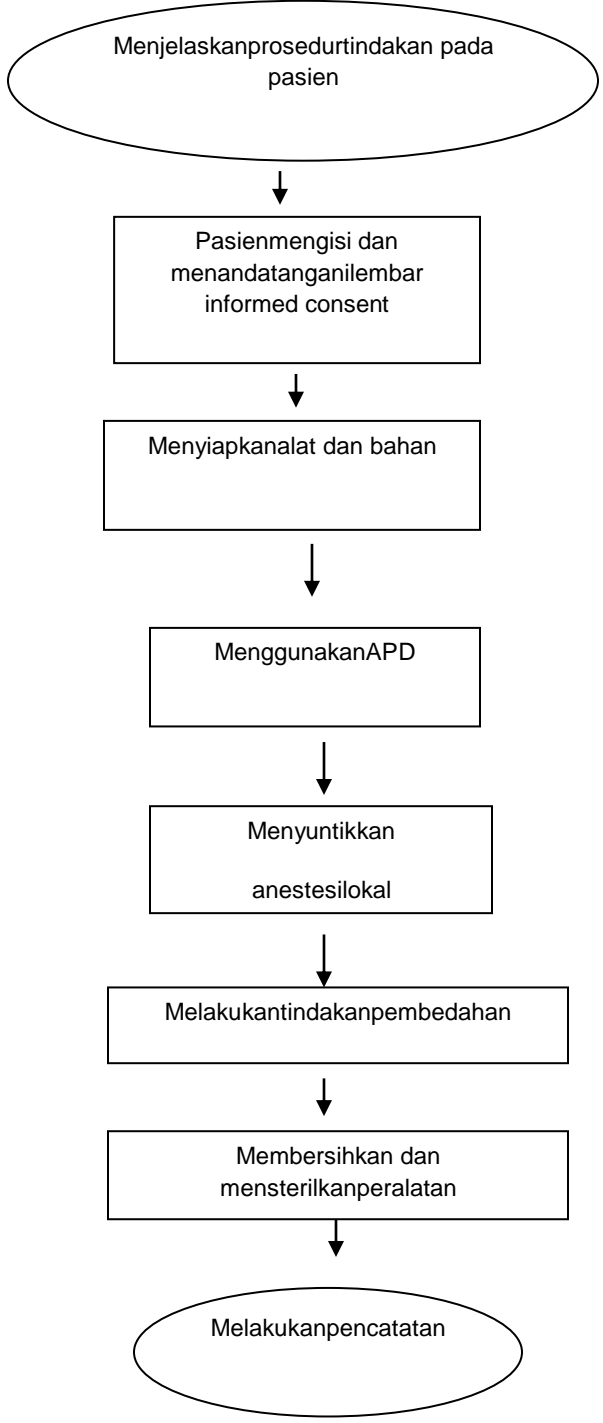 Menjelaskanprosedurtindakan pada
pasien
Pasienmengisi dan
menandatanganilembar
informed consent
Menyiapkanalat dan bahan
MenggunakanAPD
Menyuntikkan
anestesilokal
Melakukantindakanpembedahan
Membersihkan dan
mensterilkanperalatan
Melakukanpencatatan